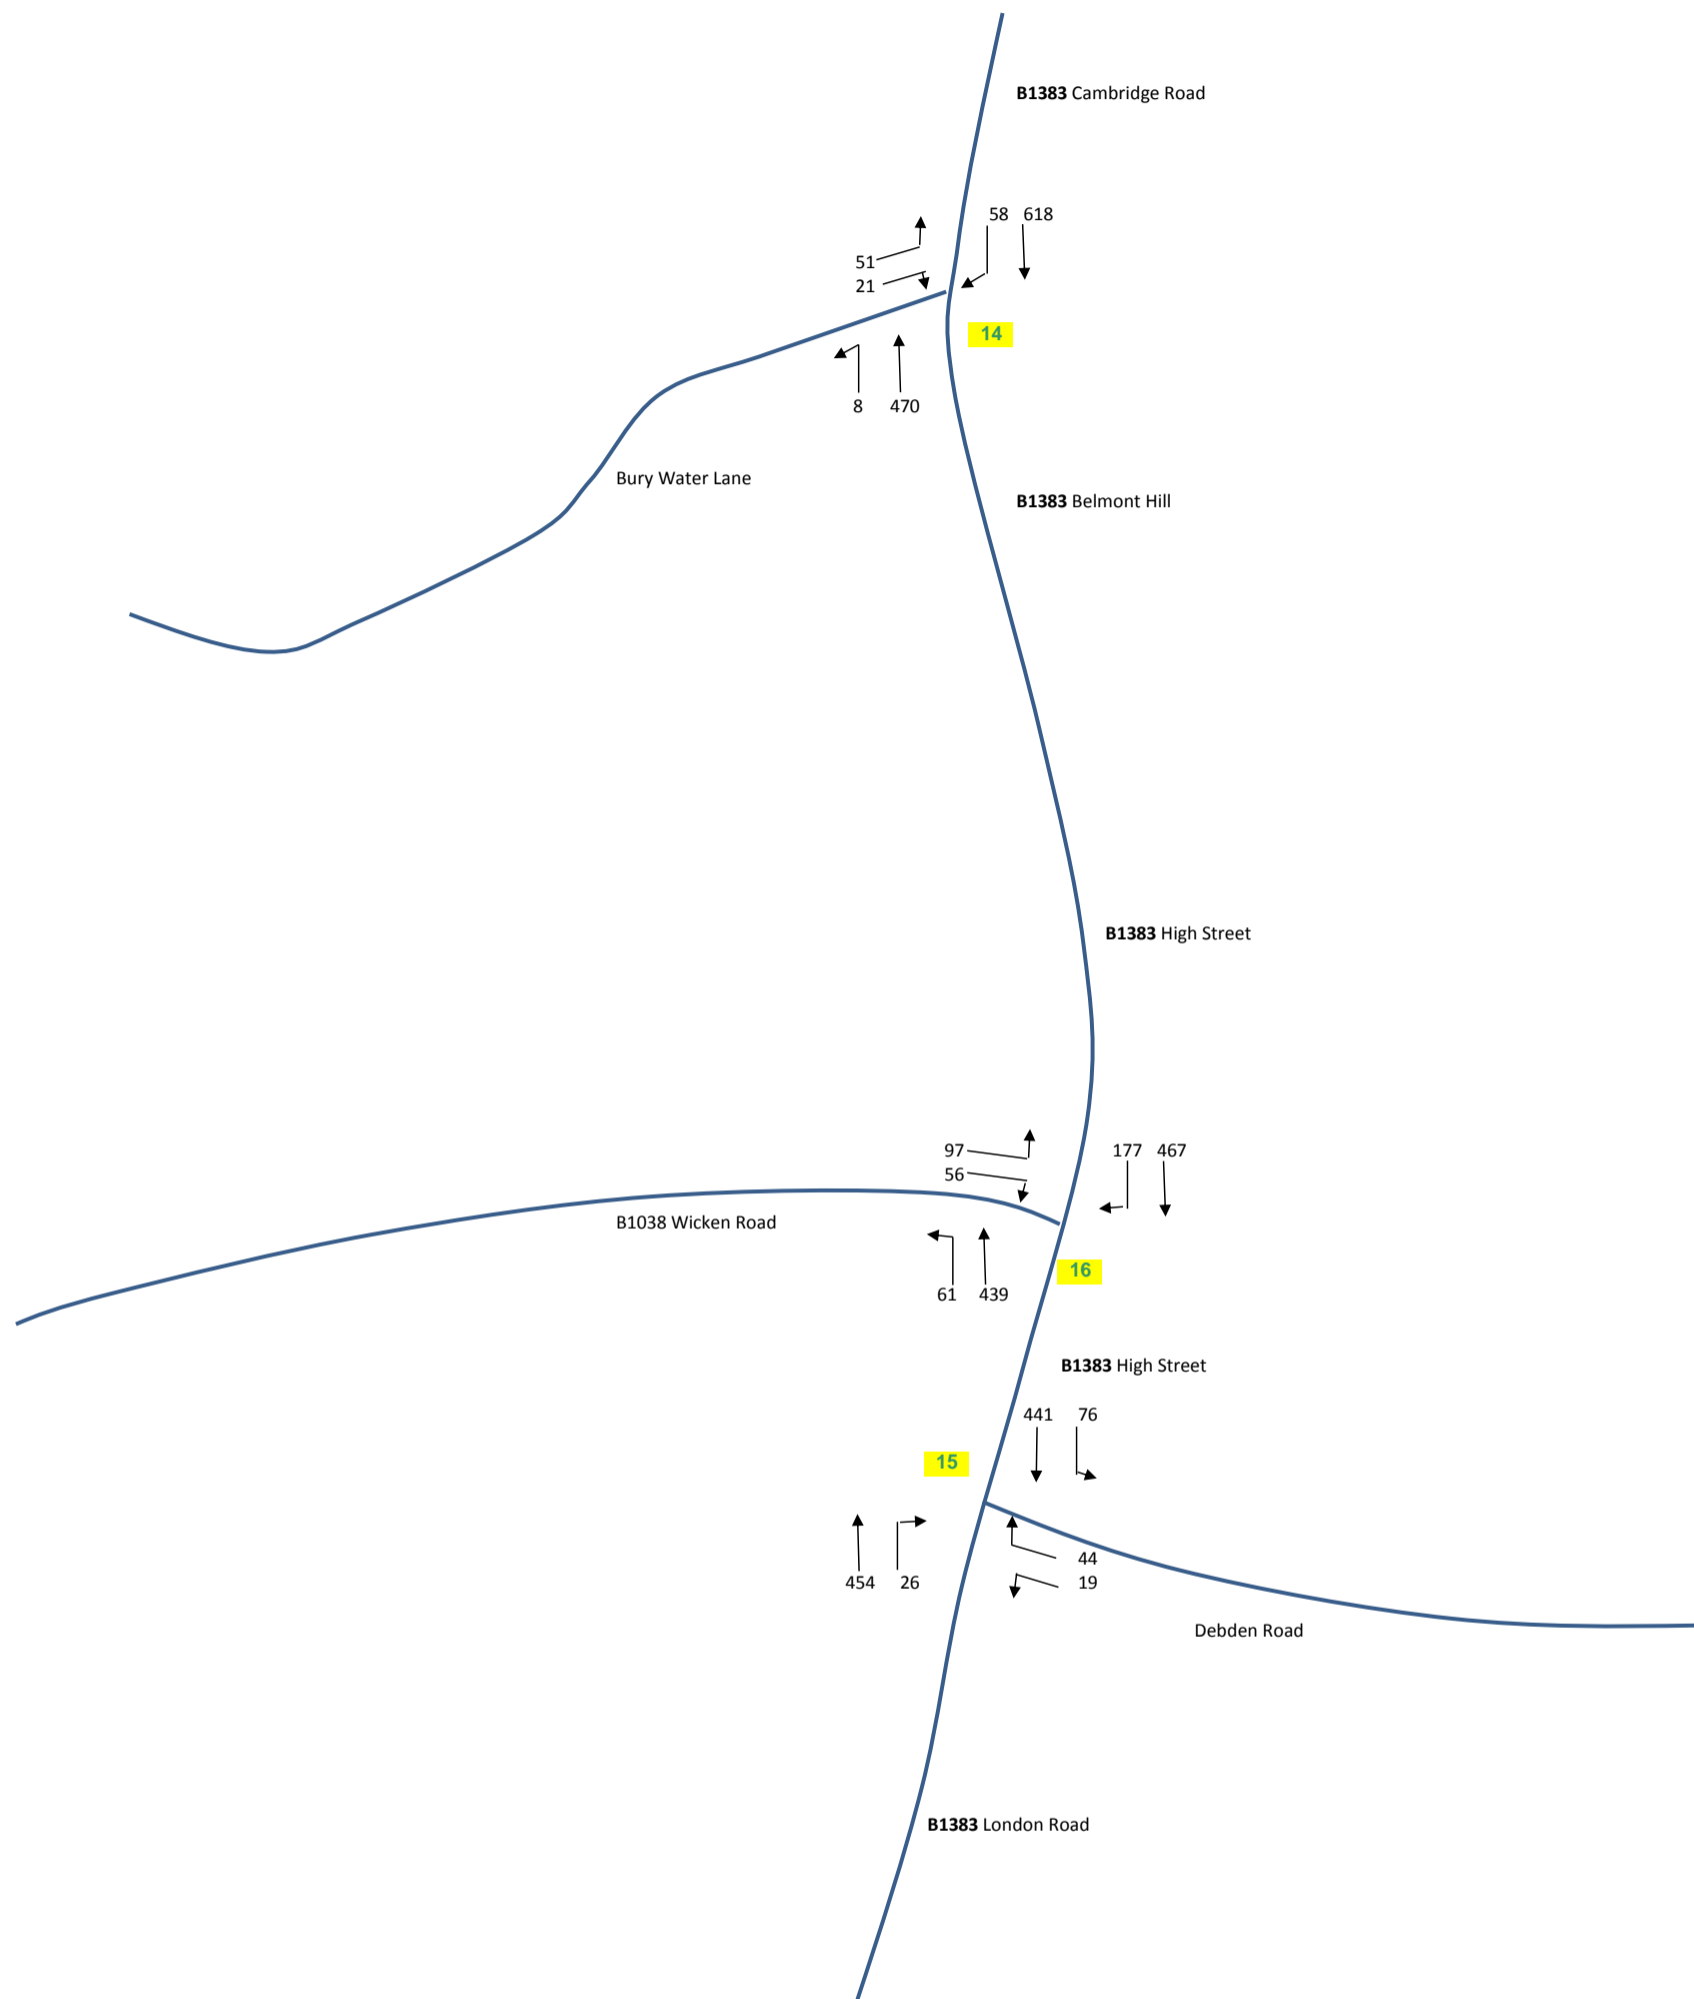 B1383 Cambridge Road
58 618
51
21
14
8 470
Bury Water Lane
B1383 Belmont Hill
B1383 High Street
97
177 467
56
B1038 Wicken Road
16
61 439
B1383 High Street
441 76
15
44
454 26
19
Debden Road
B1383 London Road